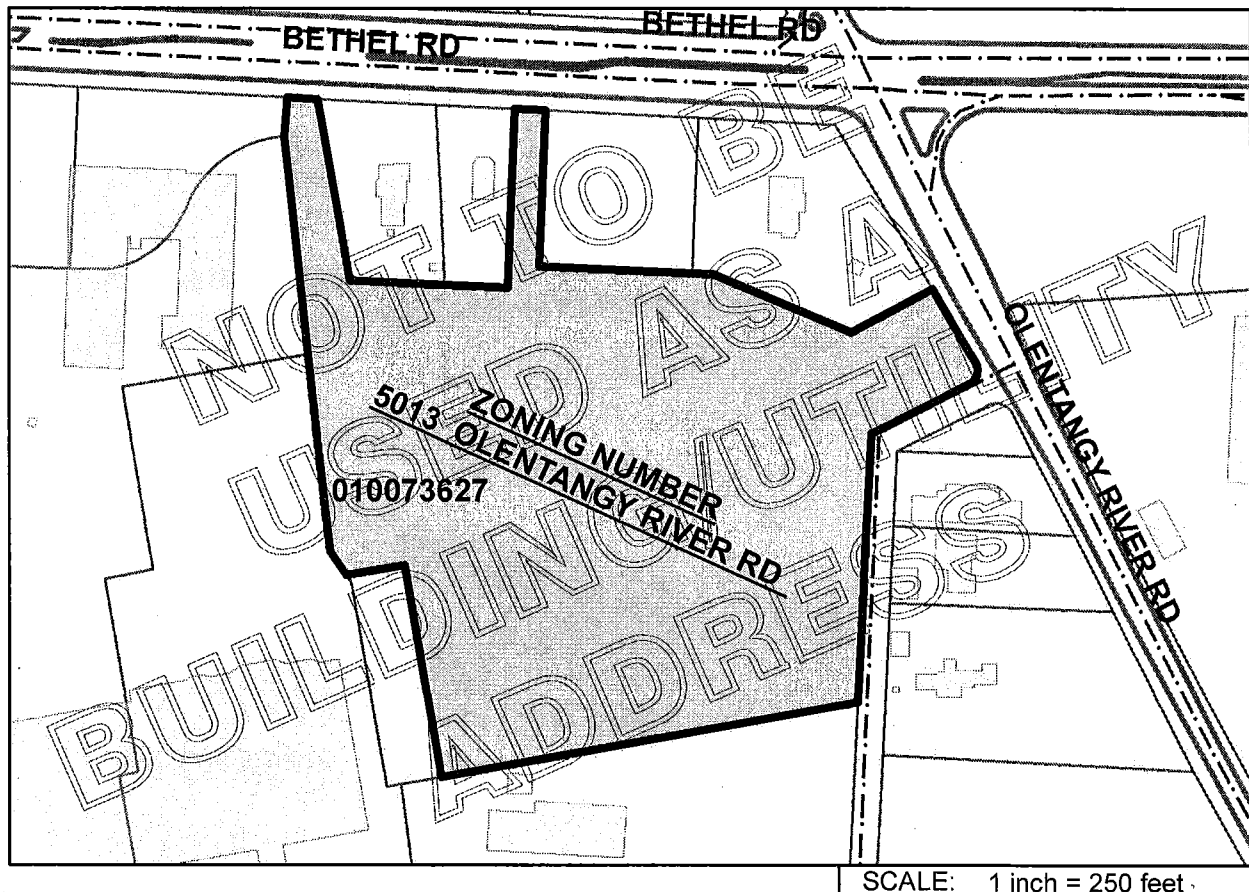 BETHEL RD
BETHEL RD
NOT TO BE
USED AS A
BUILDING/UTILITY
ADDRESS
ZONING NUMBER
5013 OLENTANGY RIVER RD
010073627
OLENTANGY RIVER RD
SCALE: 1 inch = 250 feet